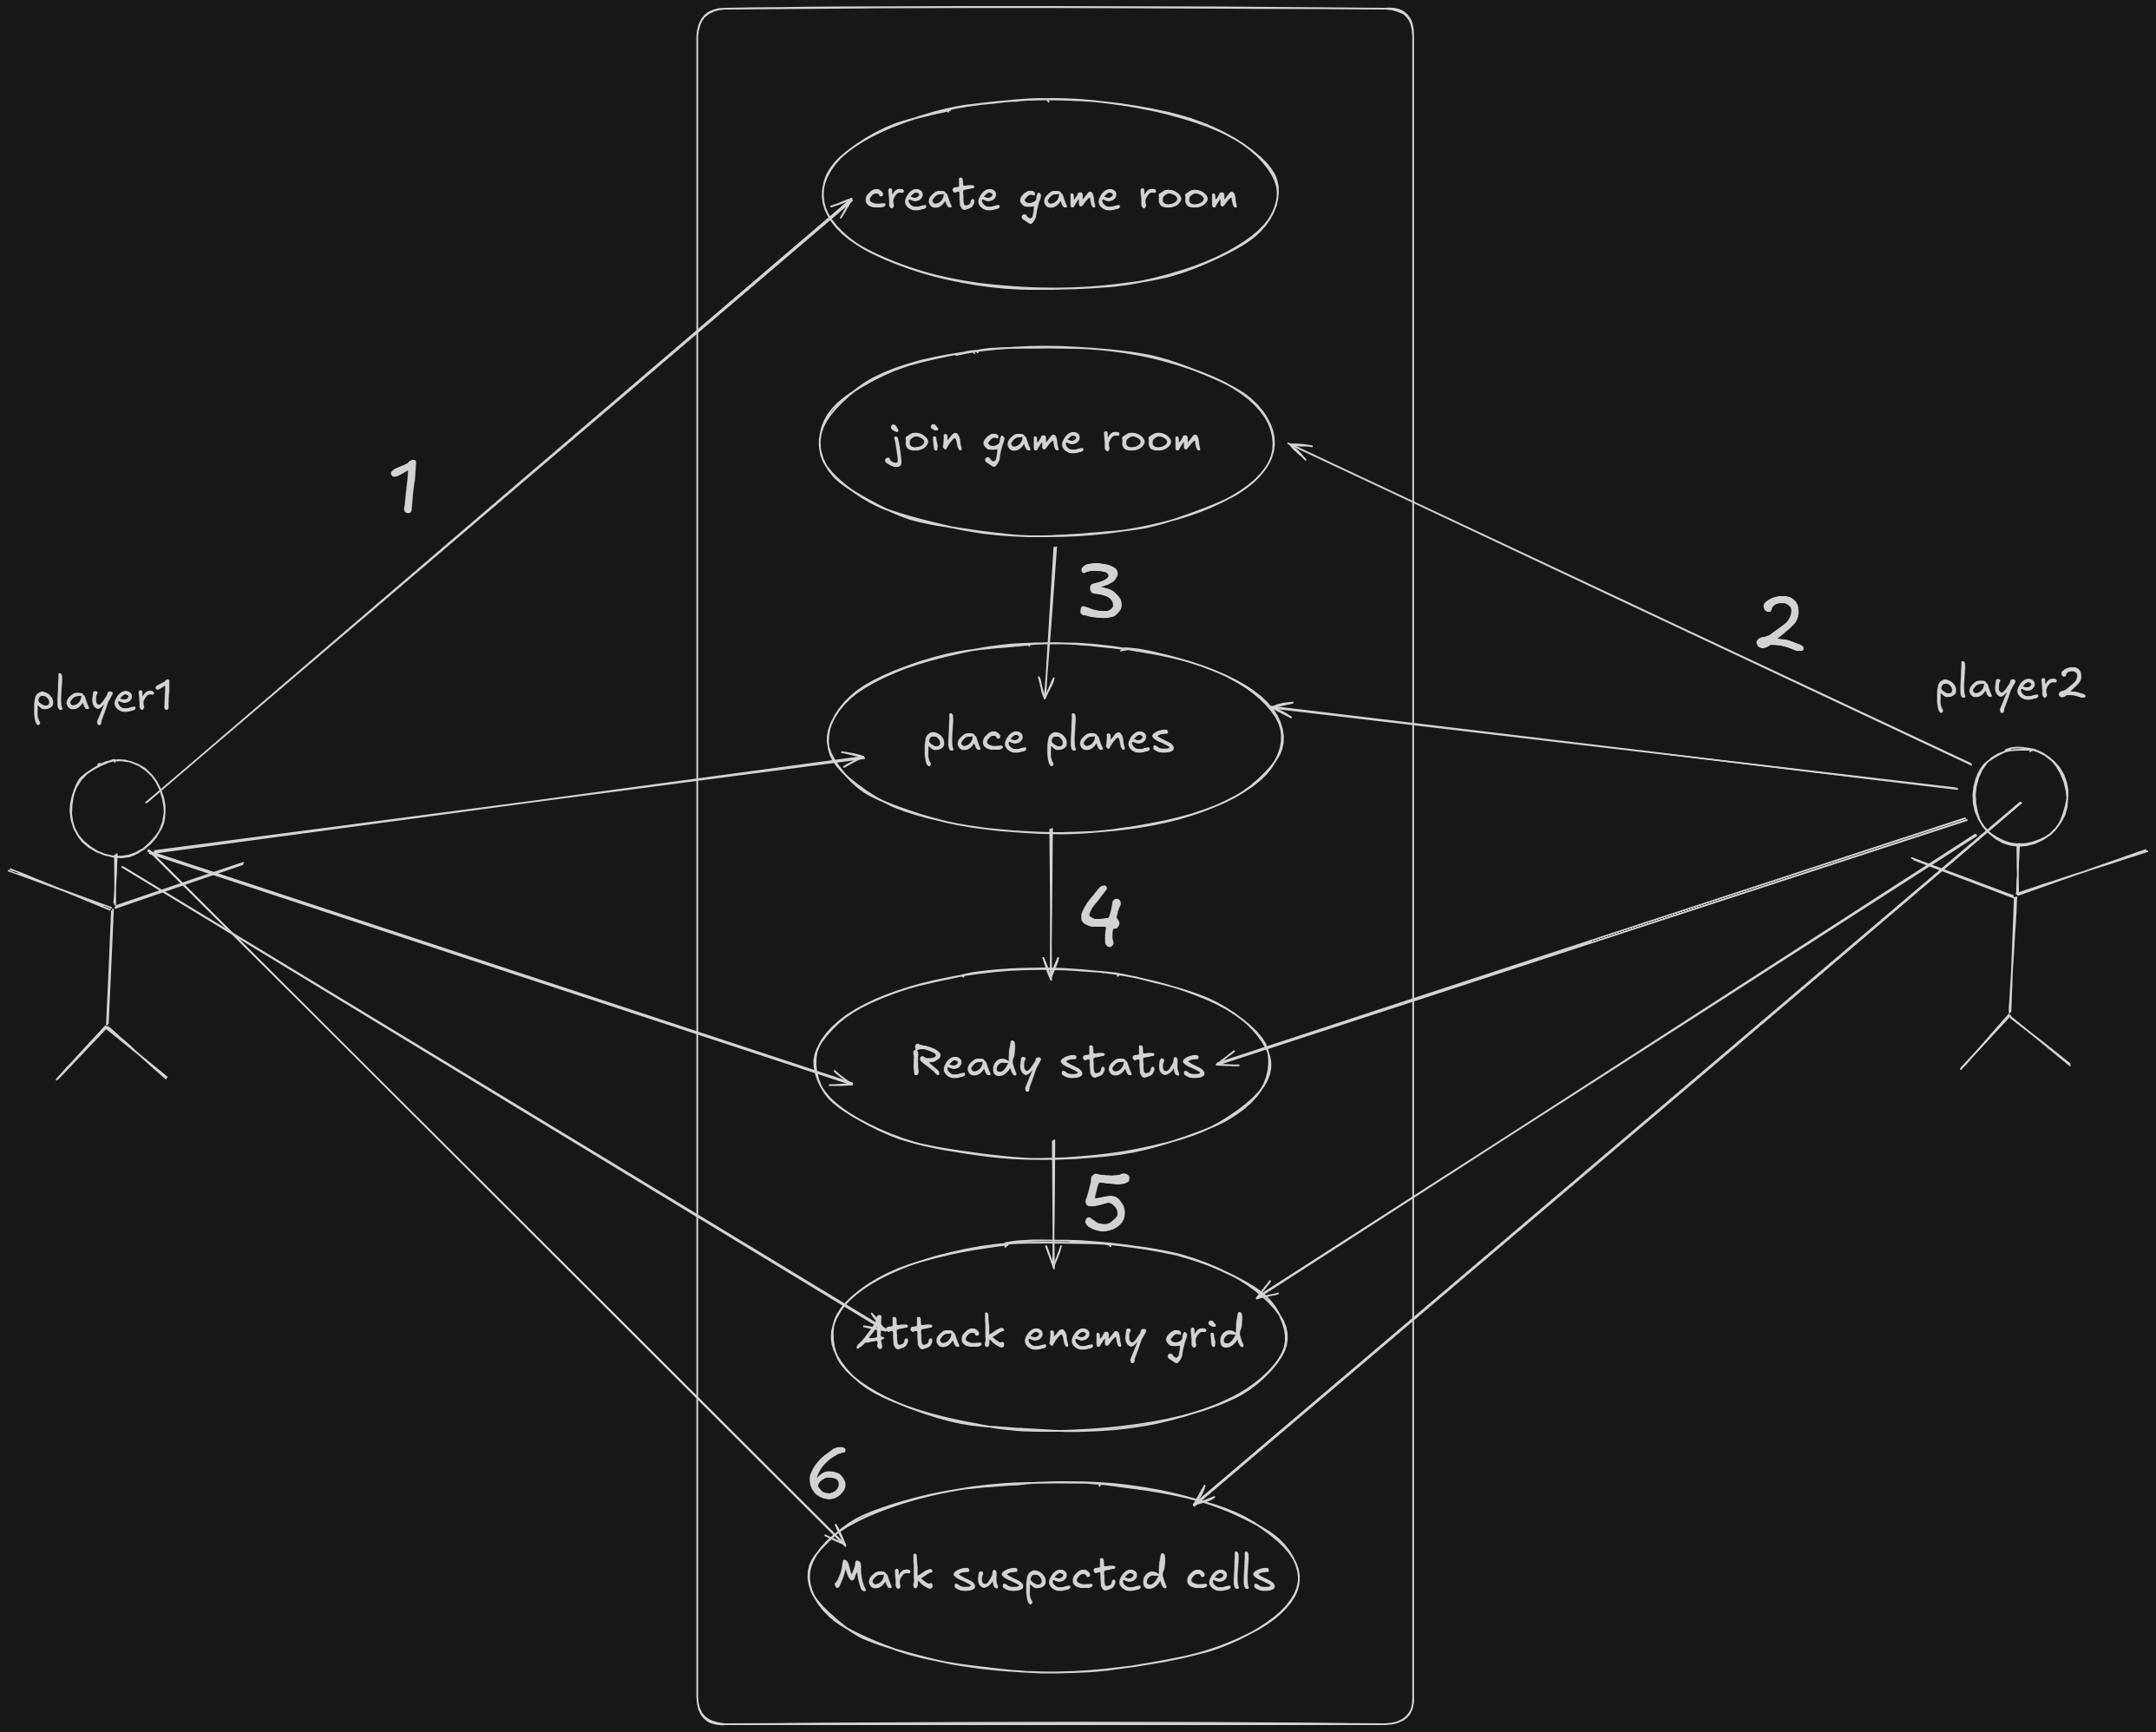 create game room
join game room
1
3
2
player1
player2
place planes
4
Ready status
5
Attack enemy grid
6
Mark suspected cells